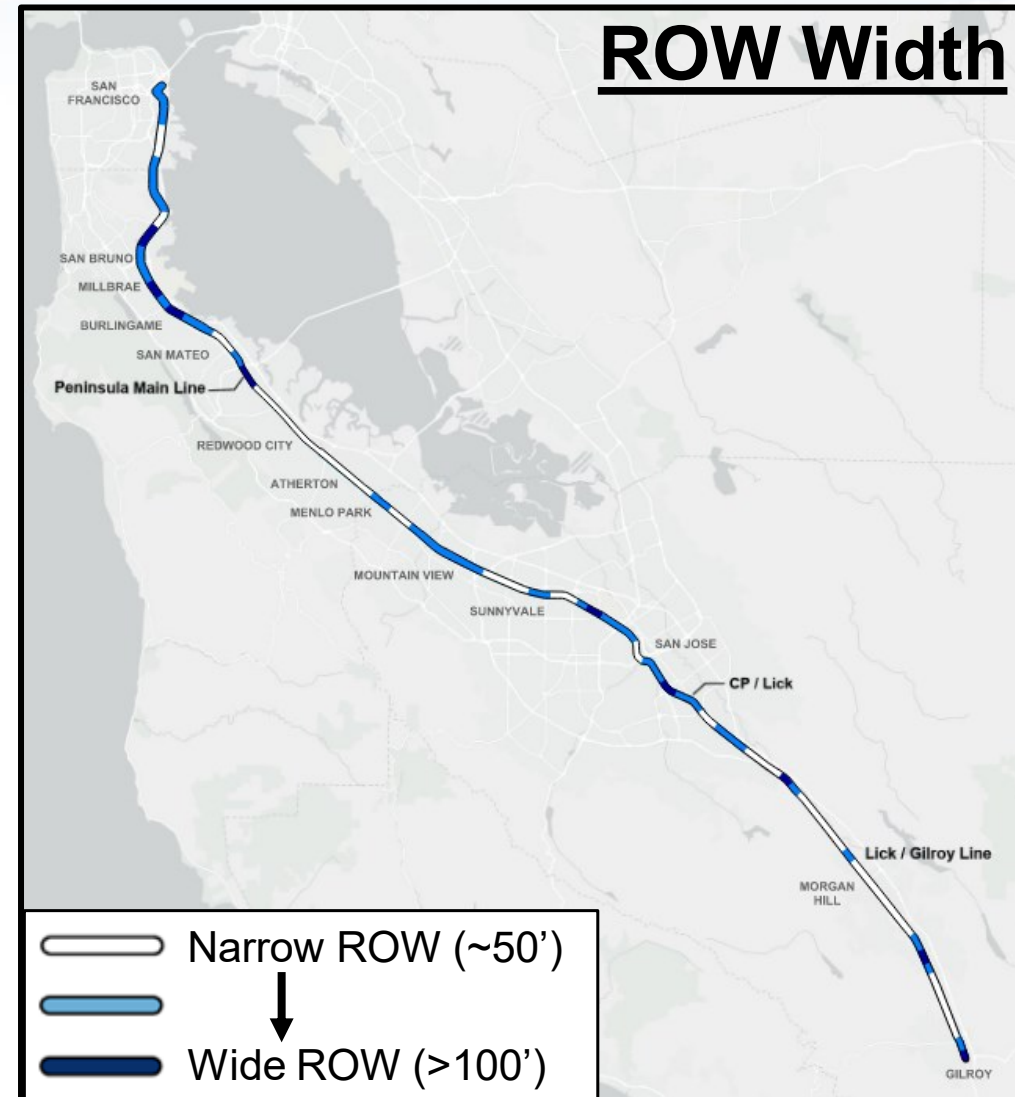 ROW Width
SAN
FRANCISCO
SAN BRUNO
MILLBRAE
BURLINGAME
SAN MATEO
Peninsula Main Line
REDWOOD CITY
ATHERTON
MENLO PARK
MOUNTAIN VIEW
SUNNYVALE
SAN JOSE
CP / Lick
Lick / Gilroy Line
MORGAN
HILL
GILROY
Narrow ROW (~50’)
Wide ROW (>100’)